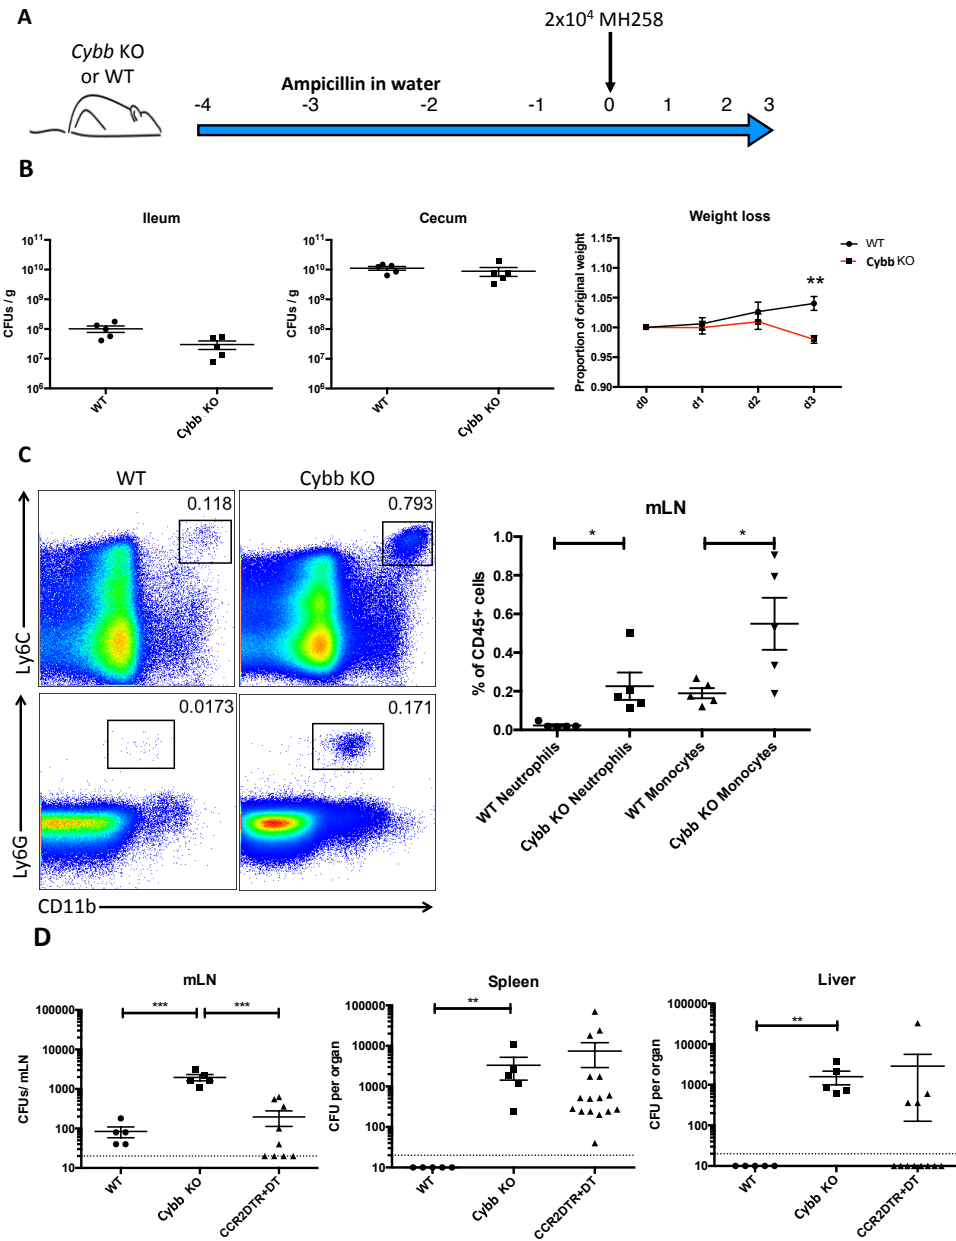 A
2x10⁴ MH258
Cybb KO
or WT
Ampicillin in water
-4 -3 -2 -1 0 1 2 3
B
Ileum
CFUs / g
10¹¹
10¹⁰
10⁹
10⁸
10⁷
10⁶
WT
Cybb KO
Cecum
CFUs / g
10¹¹
10¹⁰
10⁹
10⁸
10⁷
10⁶
WT
Cybb KO
Weight loss
Proportion of original weight
1.15
1.10
1.05
1.00
0.95
0.90
**
d0
d1
d2
d3
WT
Cybb KO
C
WT
Cybb KO
0.118
0.793
Ly6C
0.0173
0.171
Ly6G
CD11b
mLN
% of CD45+ cells
1.0
0.8
0.6
0.4
0.2
0.0
*
*
WT Neutrophils
Cybb KO Neutrophils
WT Monocytes
Cybb KO Monocytes
D
mLN
CFUs/ mLN
100000
10000
1000
100
10
***
***
WT
Cybb KO
CCR2DTR+DT
Spleen
CFU per organ
100000
10000
1000
100
10
**
WT
Cybb KO
CCR2DTR+DT
Liver
CFU per organ
100000
10000
1000
100
10
**
WT
Cybb KO
CCR2DTR+DT